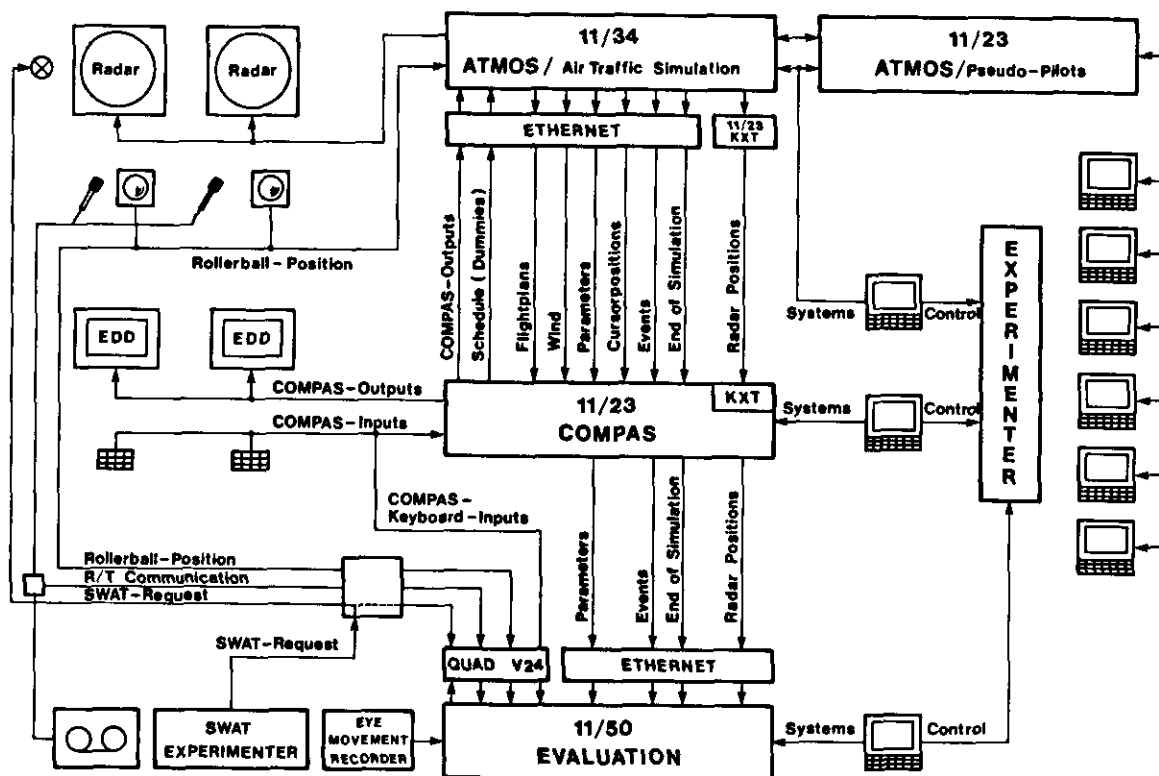 11/34
ATMOS/ Air Traffic Simulation
11/23
ATMOS/Pseudo-Pilots
Radar
Radar
ETHERNET
11/23
KXT
Rollerball-Position
COMPAS-Outputs
Schedule (Dummies)
Flightplans
Wind
Parameters
Cursorpositions
Events
End of Simulation
Radar Positions
EXPERIMENTER
Systems
Control
EDD
EDD
COMPAS-Outputs
COMPAS-Inputs
11/23
COMPAS
KXT
Systems
Control
COMPAS-
Keyboard-Inputs
Rollerball-Position
R/T Communication
SWAT-Request
Parameters
Events
End of Simulation
Radar Positions
SWAT-Request
QUAD V24
ETHERNET
SWAT
EXPERIMENTER
EYE
MOVEMENT
RECORDER
11/50
EVALUATION
Systems
Control